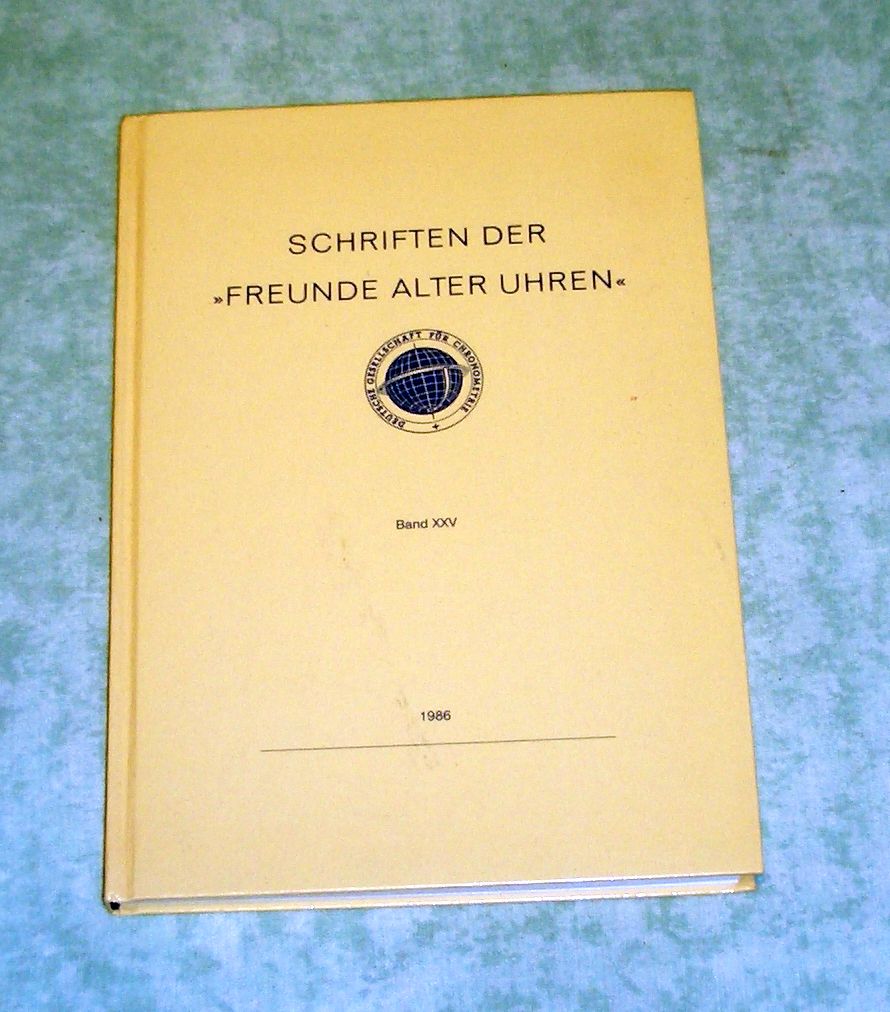 SCHRIFTEN DER
»FREUNDE ALTER UHREN«
DEUTSCHE GESELLSCHAFT FÜR CHRONOMETRIE
Band XXV
1986